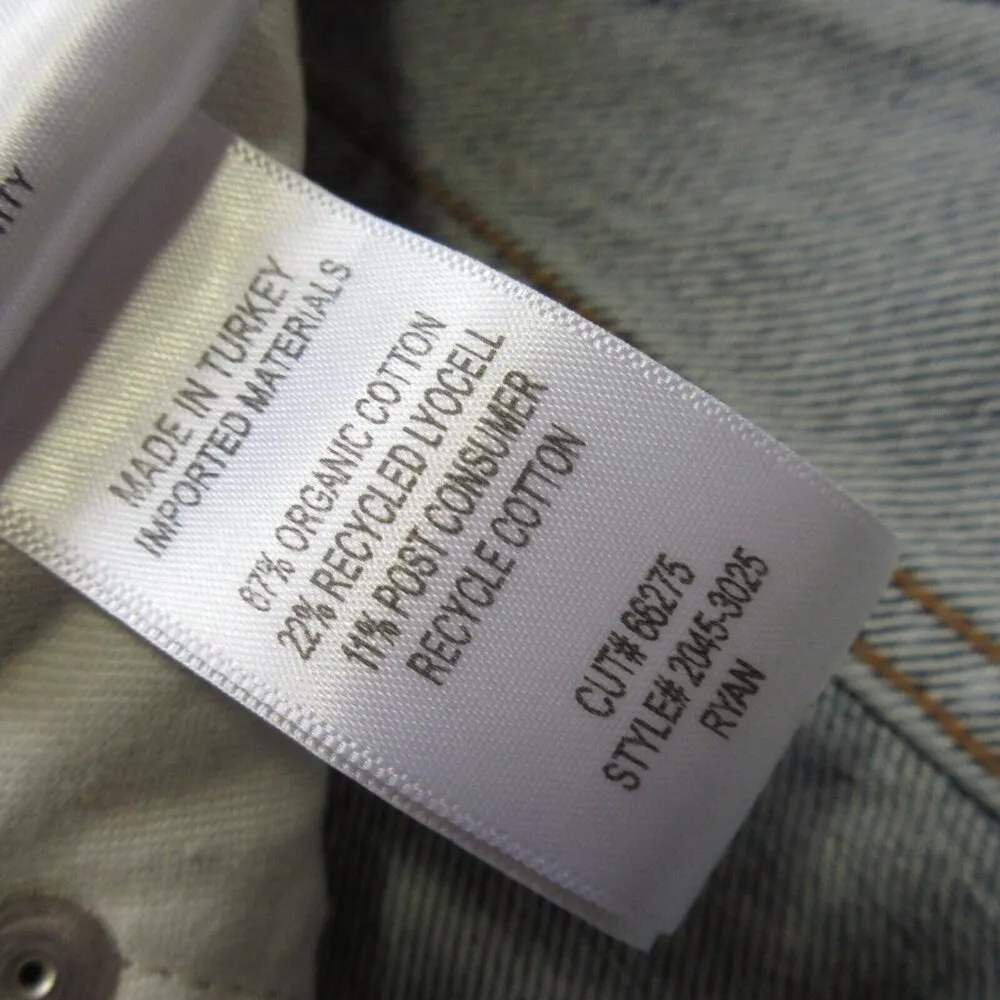 MADE IN TURKEY
IMPORTED MATERIALS
67% ORGANIC COTTON
22% RECYCLED LYOCELL
11% POST CONSUMER
RECYCLE COTTON
CUT# 66275
STYLE# 2045-3025
RYAN